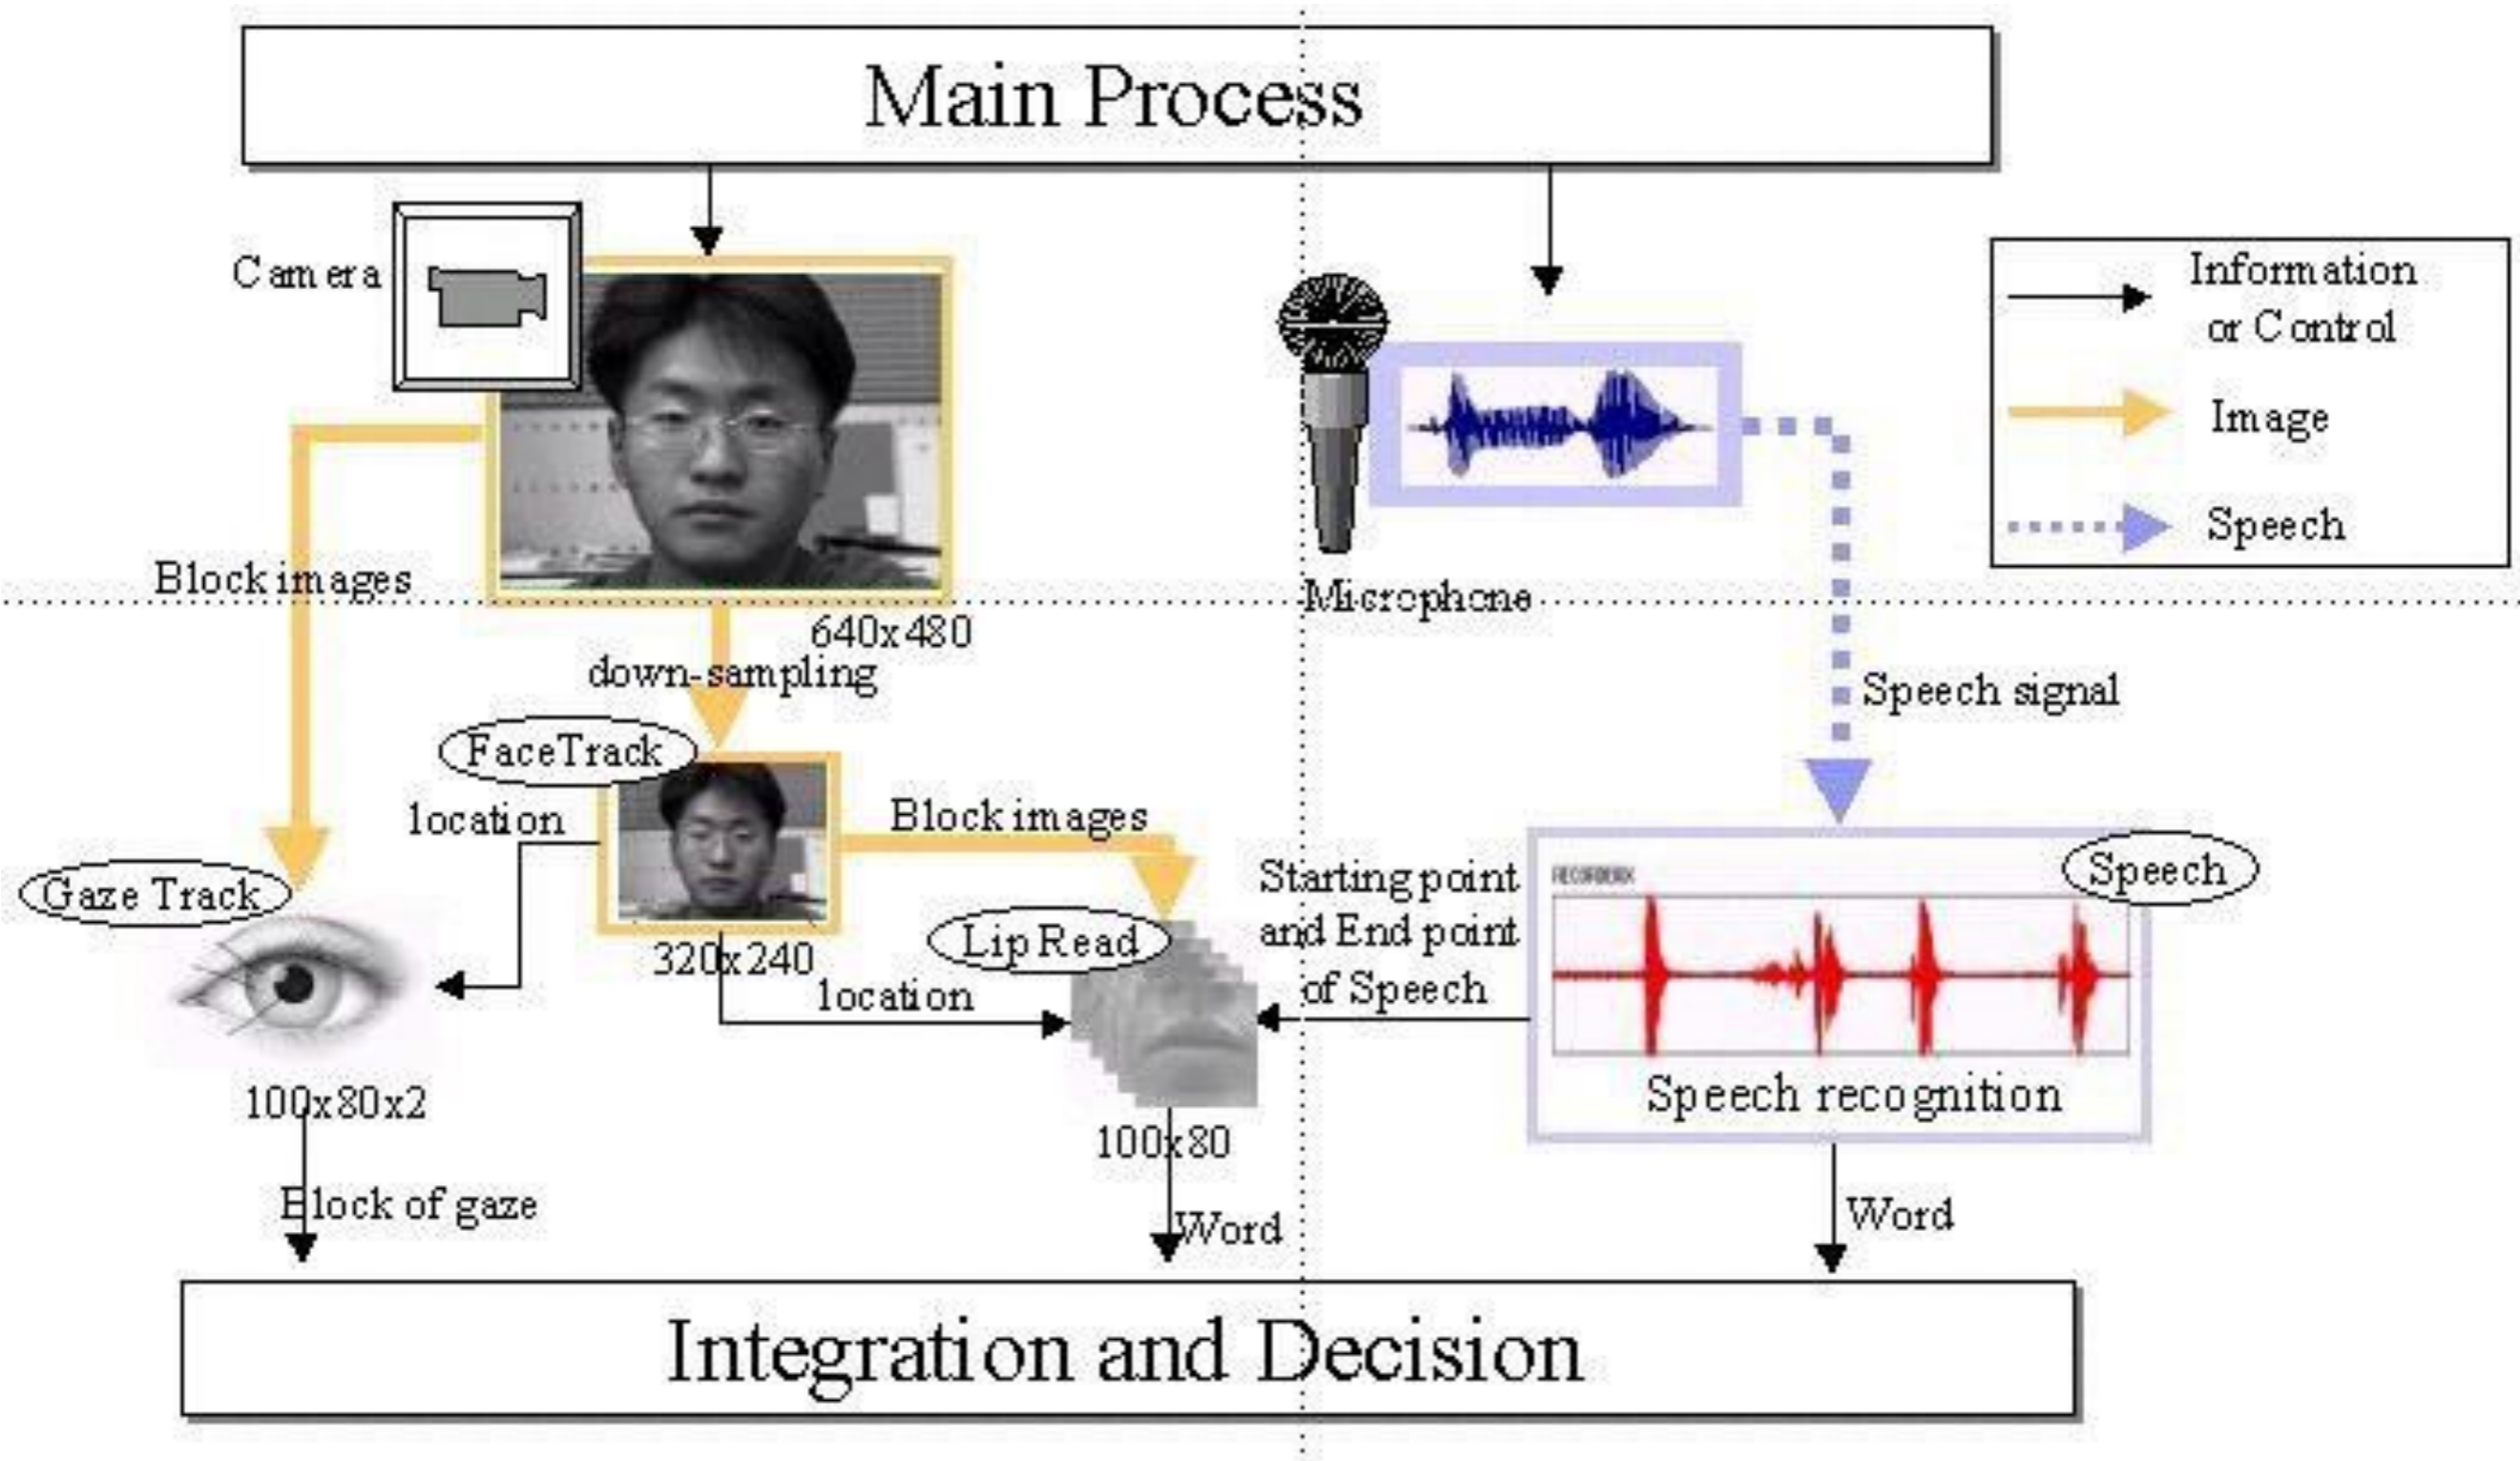 Main Process
Camera
Information
or Control
Image
Speech
Block images
Microphone
640x480
down-sampling
Speech signal
FaceTrack
location
Block images
Gaze Track
Starting point
and End point
of Speech
Speech
Lip Read
320x240
location
Speech recognition
100x80x2
100x80
Block of gaze
Word
Word
Integration and Decision